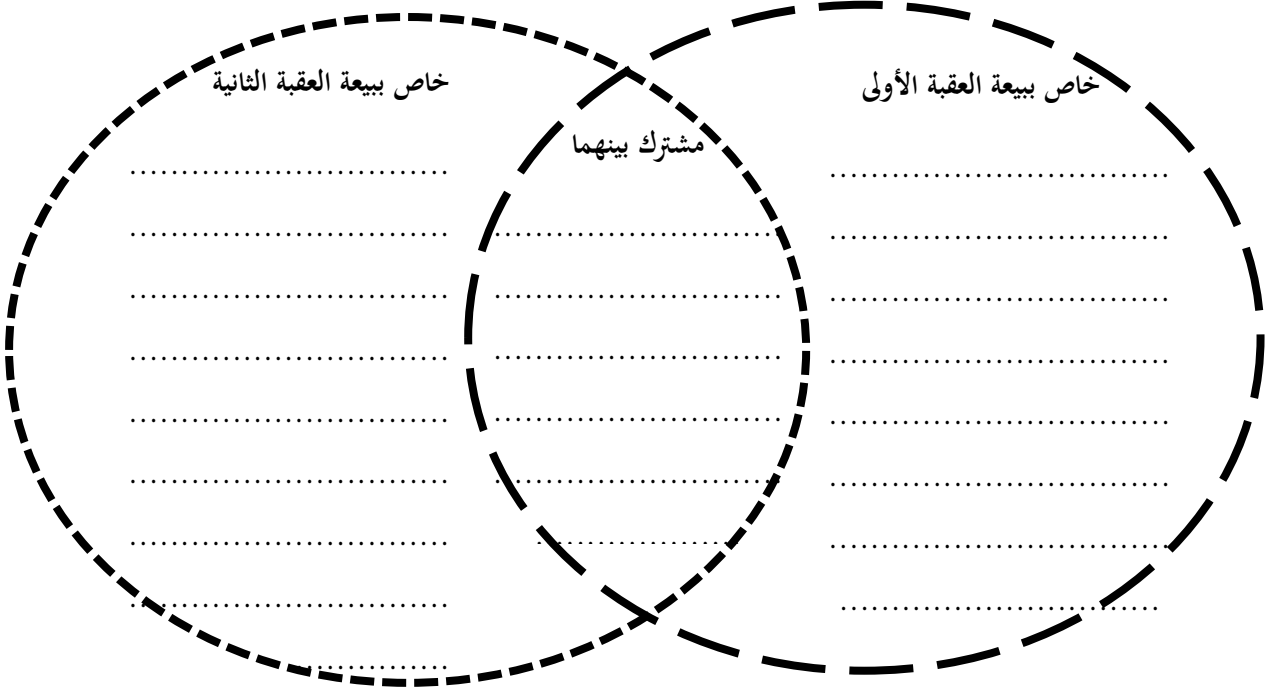 خاص ببيعة العقبة الأولى
مشترك بينهما
خاص ببيعة العقبة الثانية